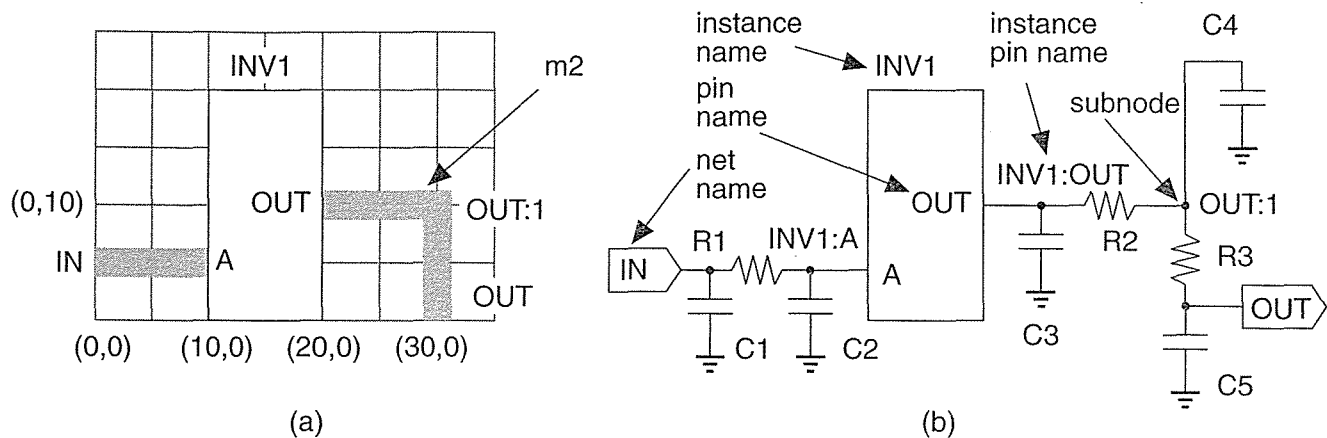 INV1
m2
(0,10)
OUT
OUT:1
IN
A
OUT
(0,0)
(10,0)
(20,0)
(30,0)
(a)
instance
name
INV1
pin
name
net
name
OUT
A
IN
R1
INV1:A
C1
C2
instance
pin name
INV1:OUT
subnode
C4
OUT:1
R2
R3
C3
OUT
C5
(b)